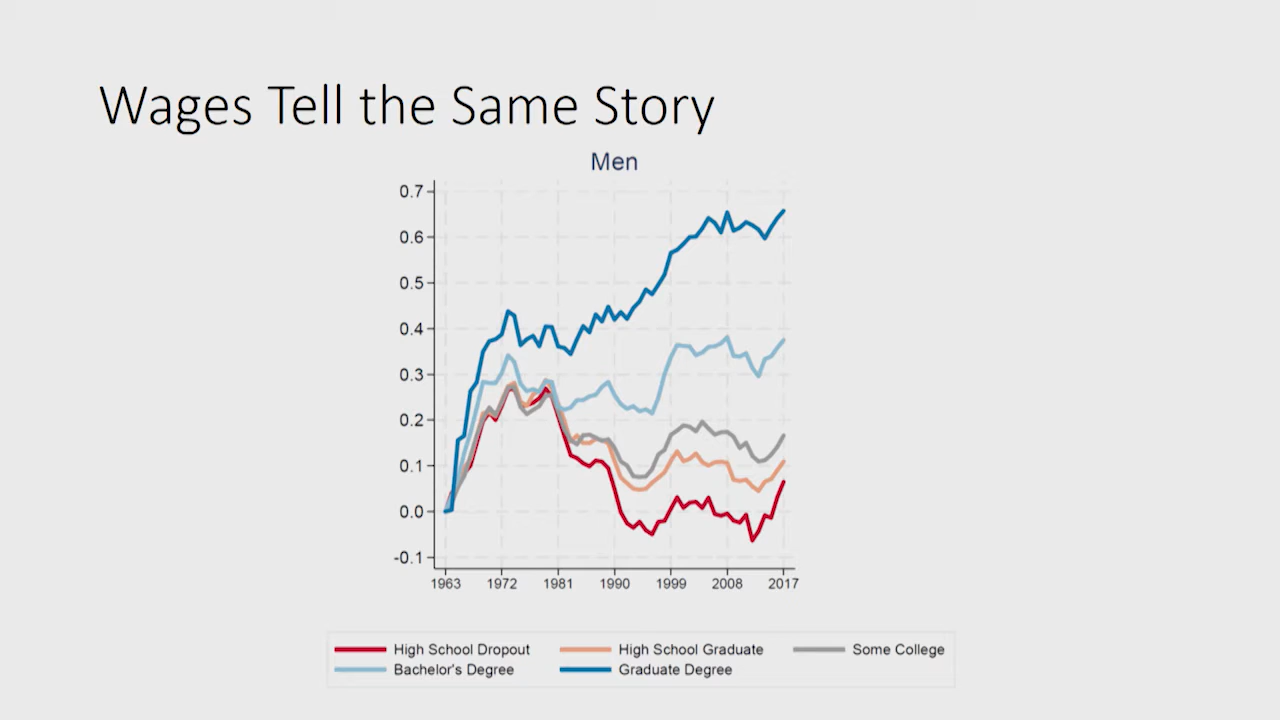 Wages Tell the Same Story
Men
0.7
0.6
0.5
0.4
0.3
0.2
0.1
0.0
-0.1
1963 1972 1981 1990 1999 2008 2017
High School Dropout High School Graduate Some College
Bachelor's Degree Graduate Degree